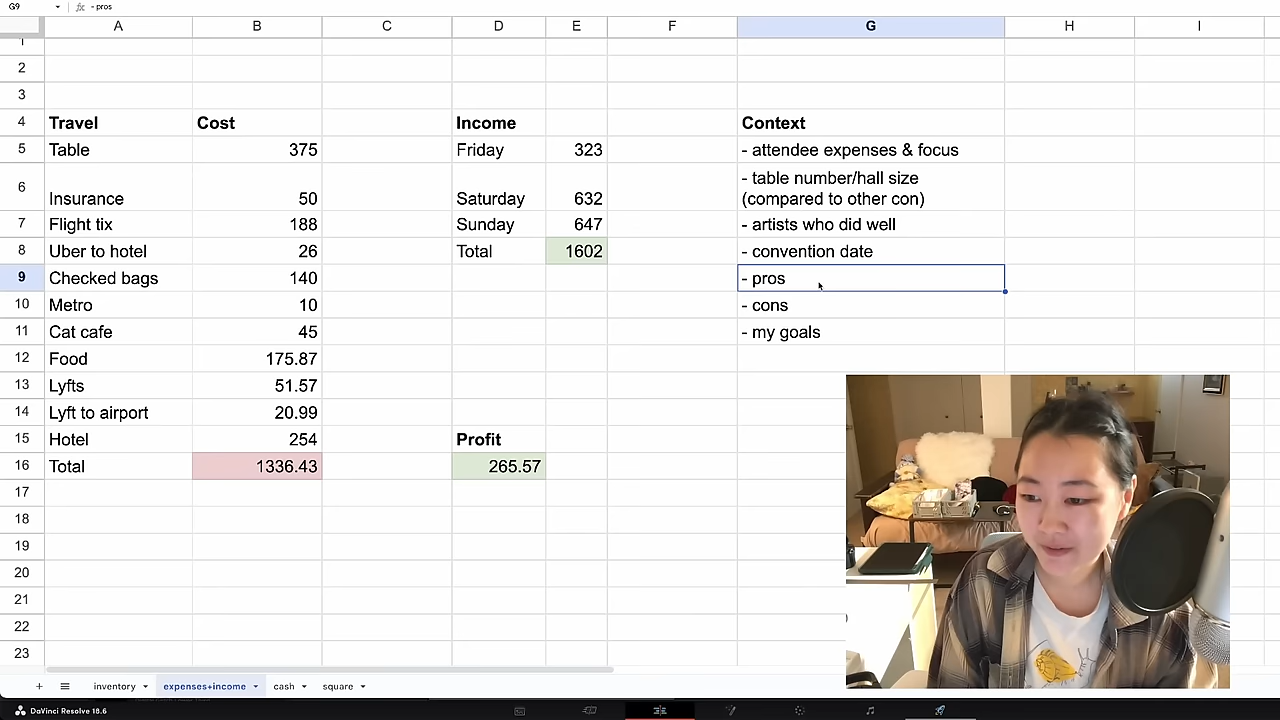 G9 fx - pros
A B C D E F G H I
1
2
3
4 Travel Cost Income Context
5 Table 375 Friday 323 - attendee expenses & focus
6 Insurance 50 Saturday 632 - table number/hall size
(compared to other con)
7 Flight tix 188 Sunday 647 - artists who did well
8 Uber to hotel 26 Total 1602 - convention date
9 Checked bags 140 - pros
10 Metro 10 - cons
11 Cat cafe 45 - my goals
12 Food 175.87
13 Lyfts 51.57
14 Lyft to airport 20.99
15 Hotel 254 Profit
16 Total 1336.43 265.57
17
18
19
20
21
22
23
+ inventory expenses+income cash square
DaVinci Resolve 18.6